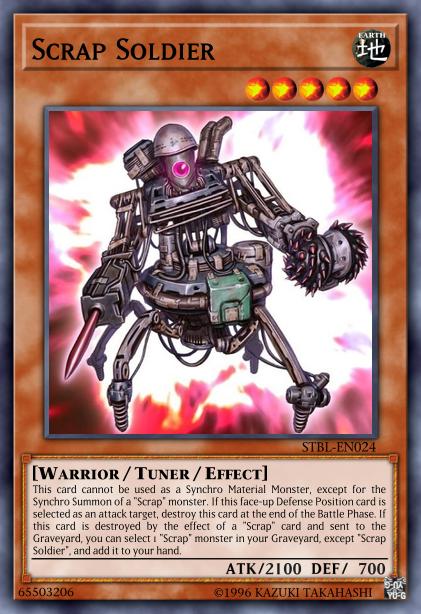 SCRAP SOLDIER
EARTH
地
STBL-EN024
[WARRIOR / TUNER / EFFECT]
This card cannot be used as a Synchro Material Monster, except for the
Synchro Summon of a "Scrap" monster. If this face-up Defense Position card is
selected as an attack target, destroy this card at the end of the Battle Phase. If
this card is destroyed by the effect of a "Scrap" card and sent to the
Graveyard, you can select 1 "Scrap" monster in your Graveyard, except "Scrap
Soldier", and add it to your hand.
ATK/2100 DEF/ 700
65503206
©1996 KAZUKI TAKAHASHI